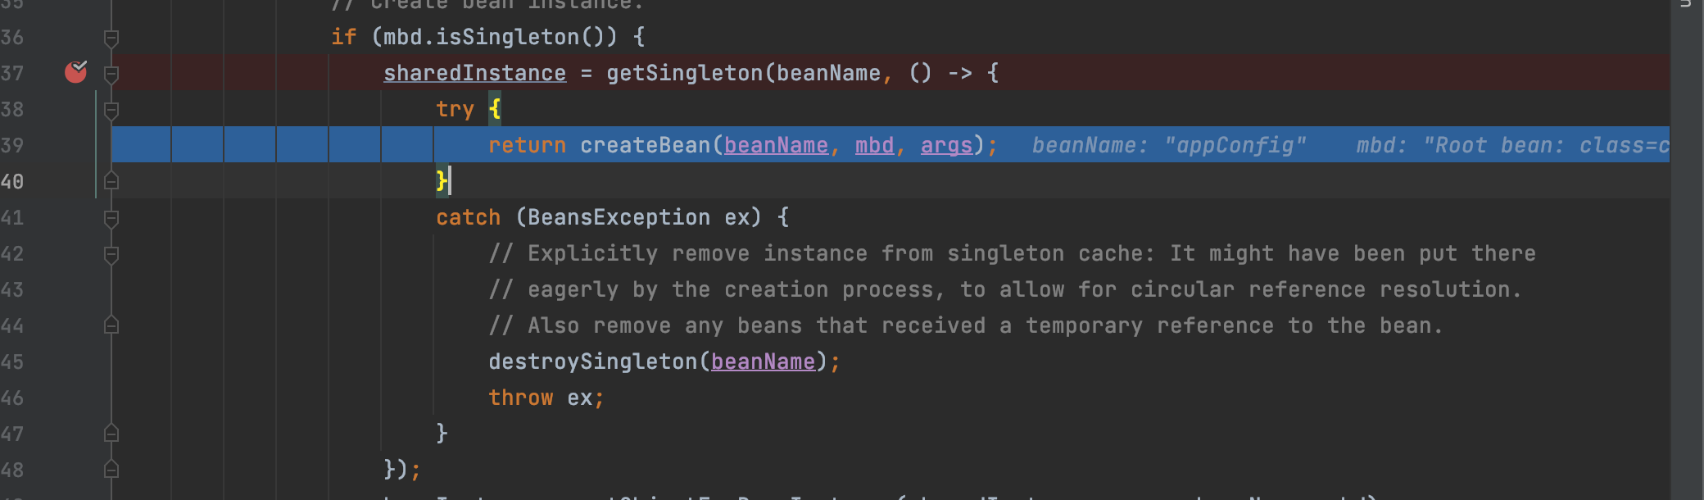 35 // Create bean instance.
36 if (mbd.isSingleton()) {
37 sharedInstance = getSingleton(beanName, () -> {
38 try {
39 return createBean(beanName, mbd, args); beanName: "appConfig" mbd: "Root bean: class=c
40 }
41 catch (BeansException ex) {
42 // Explicitly remove instance from singleton cache: It might have been put there
43 // eagerly by the creation process, to allow for circular reference resolution.
44 // Also remove any beans that received a temporary reference to the bean.
45 destroySingleton(beanName);
46 throw ex;
47 }
48 });